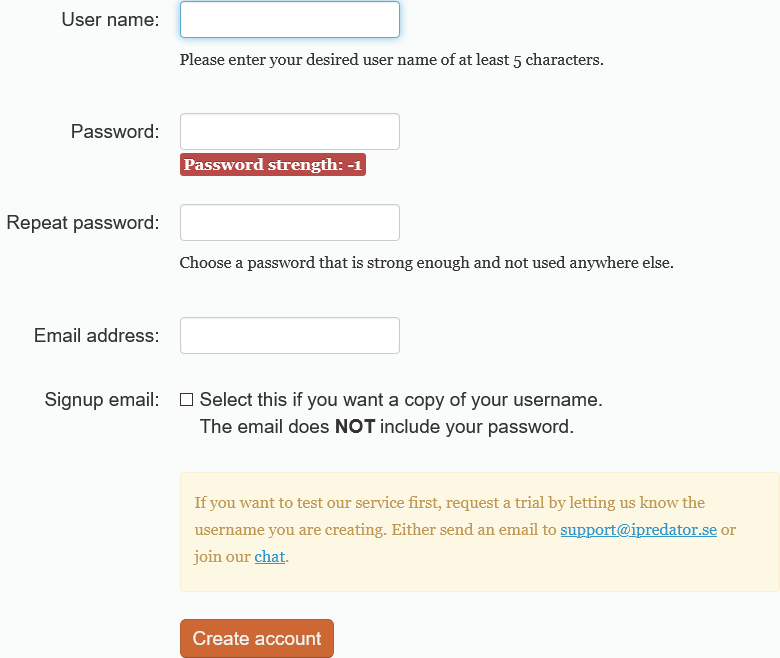 User name:
Please enter your desired user name of at least 5 characters.
Password:
Password strength: -1
Repeat password:
Choose a password that is strong enough and not used anywhere else.
Email address:
Signup email:
Select this if you want a copy of your username.
The email does NOT include your password.
If you want to test our service first, request a trial by letting us know the
username you are creating. Either send an email to support@ipredator.se or
join our chat.
Create account